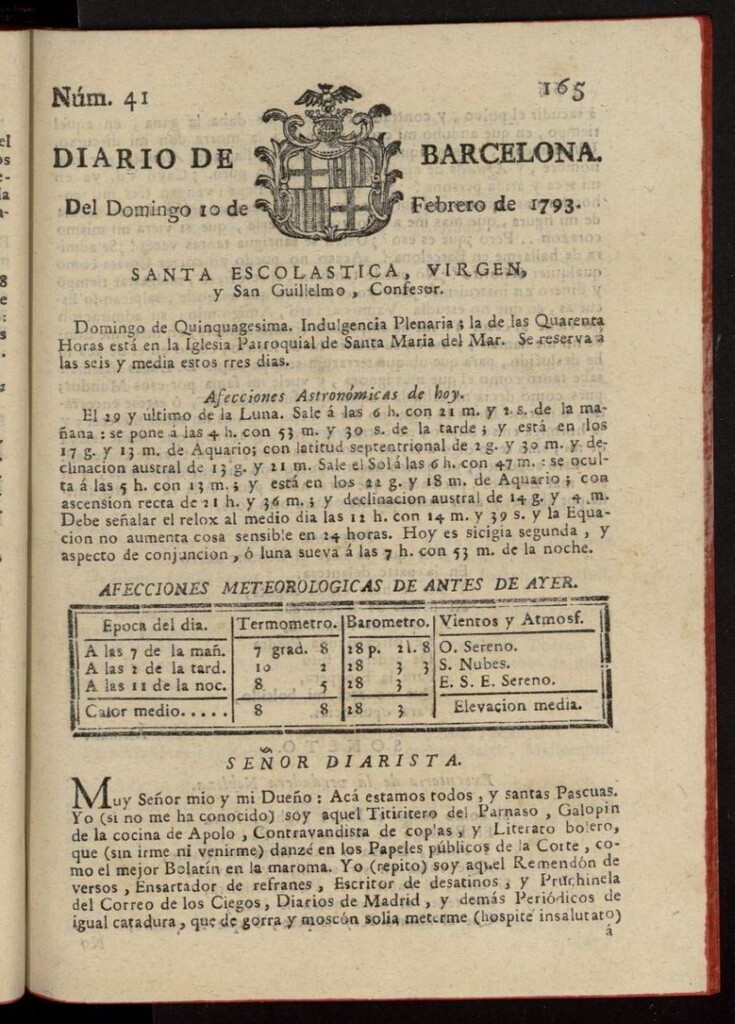 Núm. 41
165
DIARIO DE BARCELONA.
Del Domingo 10 de Febrero de 1793.
SANTA ESCOLASTICA, VIRGEN,
y San Guillelmo, Confesor.
Domingo de Quinquagesima. Indulgencia Plenaria; la de las Quarenta
Horas está en la Iglesia Parroquial de Santa Maria del Mar. Se reserva á
las seis y media estos rres dias.
Afecciones Astronómicas de hoy.
El 29 y último de la Luna. Sale á las 6 h. con 21 m. y 2 s. de la ma-
ñana: se pone á las 4 h. con 53 m. y 30 s. de la tarde; y está en los
17 g. y 13 m. de Aquario; con latitud septentrional de 2 g. y 30 m. y de-
clinacion austral de 13 g. y 21 m. Sale el Sol á las 6 h. con 47 m.: se ocul-
ta á las 5 h. con 13 m.; y está en los 22 g. y 18 m. de Aquario; con
ascension recta de 21 h. y 36 m.; y declinacion austral de 14 g. y 4 m.
Debe señalar el relox al medio dia las 12 h. con 14 m. y 39 s. y la Equa-
cion no aumenta cosa sensible en 24 horas. Hoy es sicigia segunda, y
aspecto de conjuncion, ó luna sueva á las 7 h. con 53 m. de la noche.
AFECCIONES METEOROLOGICAS DE ANTES DE AYER.
Epoca del dia. Termometro. Barometro. Vientos y Atmosf.
A las 7 de la mañ. 7 grad. 8 28 p. 2l. 8 O. Sereno.
A las 2 de la tard. 10 2 28 3 3 S. Nubes.
A las 11 de la noc. 8 5 28 3 E. S. E. Sereno.
Calor medio..... 8 8 28 3 Elevacion media.
SEÑOR DIARISTA.
Muy Señor mio y mi Dueño: Acá estamos todos, y santas Pascuas.
Yo (si no me ha conocido) soy aquel Titiritero del Parnaso, Galopin
de la cocina de Apolo, Contravandista de coplas, y Literato bolero,
que (sin irme ni venirme) danzé en los Papeles públicos de la Corte, co-
mo el mejor Bolatin en la maroma. Yo (repito) soy aquel Remendón de
versos, Ensartador de refranes, Escritor de desatinos, y Pruchinela
del Correo de los Ciegos, Diarios de Madrid, y demás Periódicos de
igual catadura, que de gorra y moscón solia meterme (hospite insalutato)
á